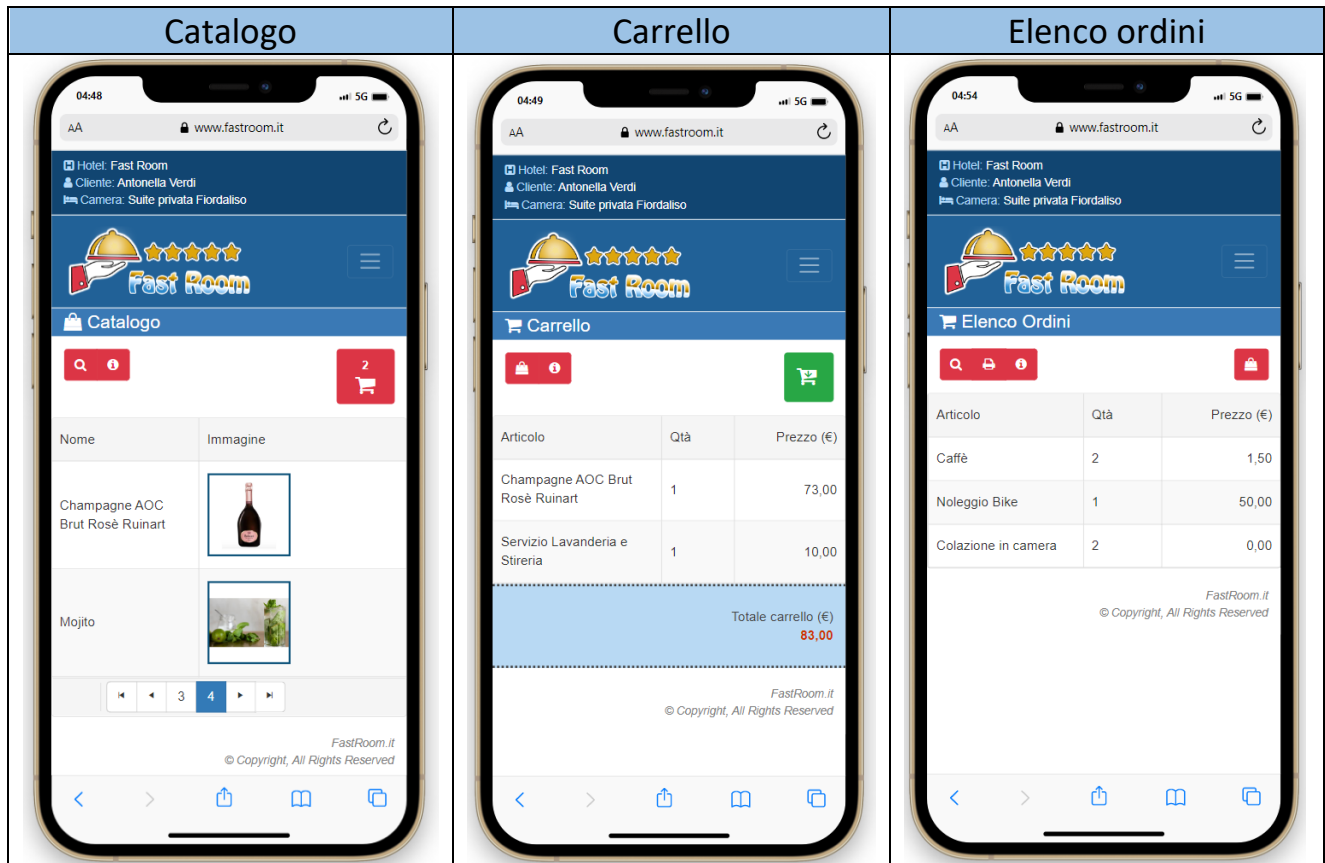 Catalogo
04:48
5G
AA
www.fastroom.it
Hotel: Fast Room
Cliente: Antonella Verdi
Camera: Suite privata Fiordaliso
Fast Room
Catalogo
2
Nome Immagine
Champagne AOC
Brut Rosè Ruinart
Mojito
3 4
FastRoom.it
© Copyright, All Rights Reserved
Carrello
04:49
5G
AA
www.fastroom.it
Hotel: Fast Room
Cliente: Antonella Verdi
Camera: Suite privata Fiordaliso
Fast Room
Carrello
Articolo Qtà Prezzo (€)
Champagne AOC Brut
Rosè Ruinart
1 73,00
Servizio Lavanderia e
Stireria
1 10,00
Totale carrello (€)
83,00
FastRoom.it
© Copyright, All Rights Reserved
Elenco ordini
04:54
5G
AA
www.fastroom.it
Hotel: Fast Room
Cliente: Antonella Verdi
Camera: Suite privata Fiordaliso
Fast Room
Elenco Ordini
Articolo Qtà Prezzo (€)
Caffè 2 1,50
Noleggio Bike 1 50,00
Colazione in camera 2 0,00
FastRoom.it
© Copyright, All Rights Reserved